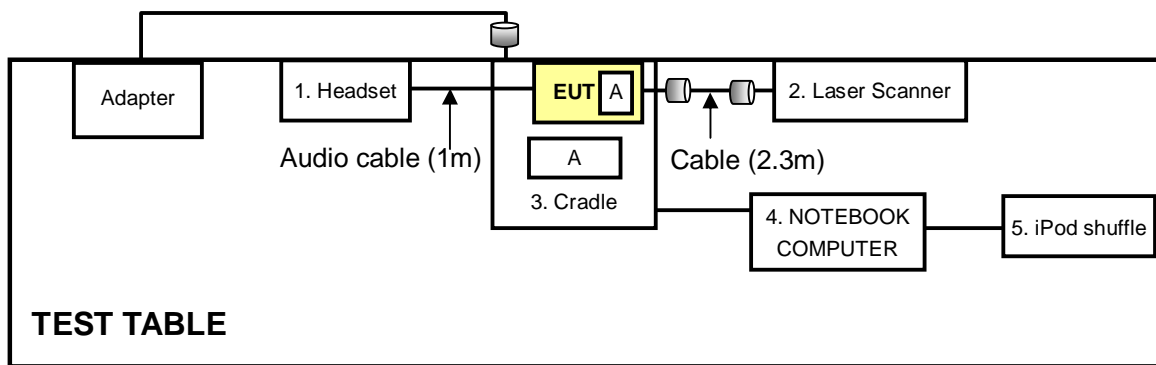 Adapter
1. Headset
EUT
A
2. Laser Scanner
Audio cable (1m)
A
Cable (2.3m)
3. Cradle
4. NOTEBOOK
COMPUTER
5. iPod shuffle
TEST TABLE